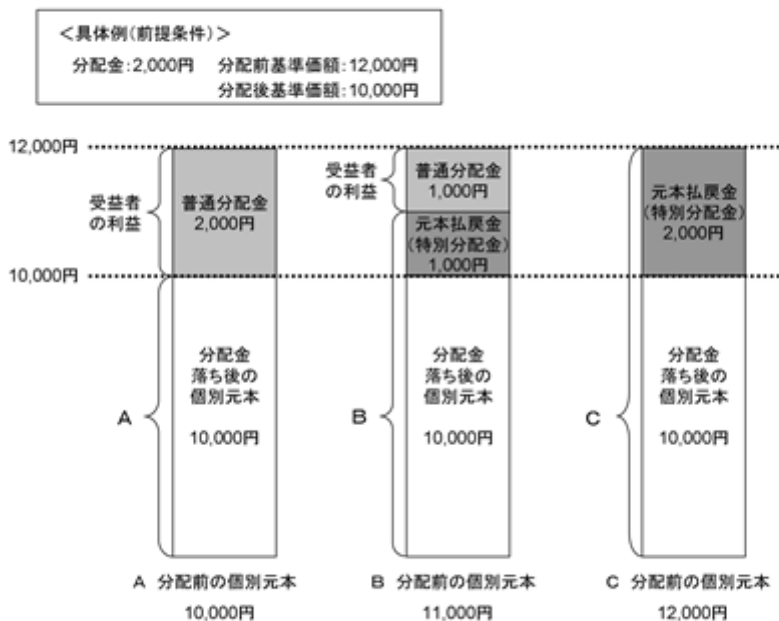 ＜具体例(前提条件)＞
分配金:2,000円　分配前基準価額:12,000円
分配後基準価額:10,000円
12,000円
10,000円
受益者
の利益
普通分配金
2,000円
A
分配金
落ち後の
個別元本
10,000円
A 分配前の個別元本
10,000円
受益者
の利益
普通分配金
1,000円
元本払戻金
(特別分配金)
1,000円
B
分配金
落ち後の
個別元本
10,000円
B 分配前の個別元本
11,000円
元本払戻金
(特別分配金)
2,000円
C
分配金
落ち後の
個別元本
10,000円
C 分配前の個別元本
12,000円